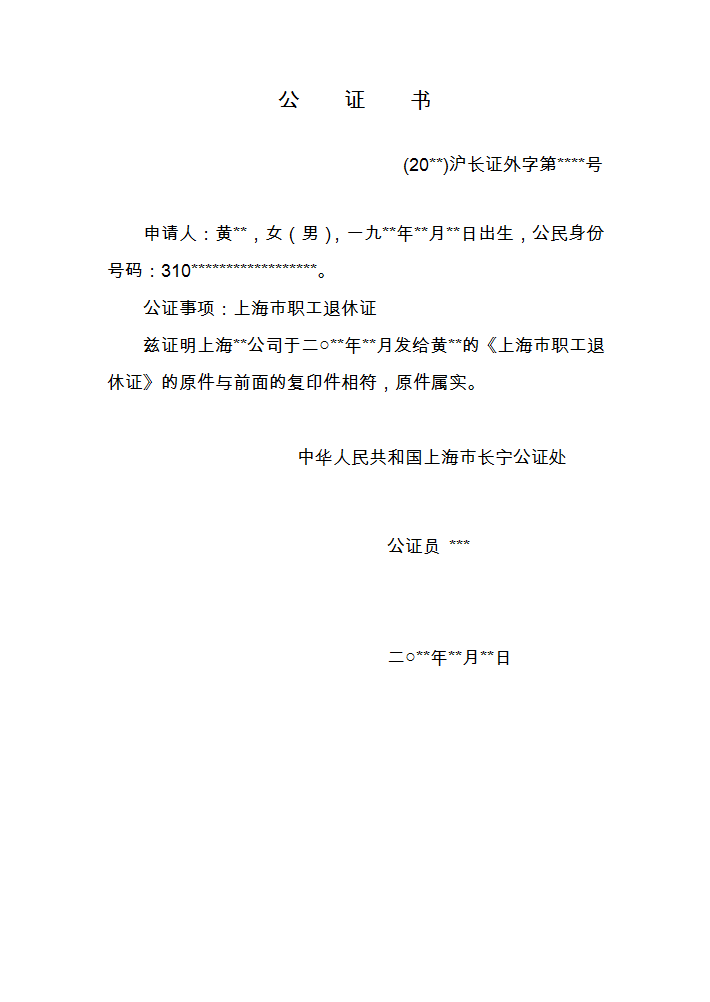 公 证 书
(20**)沪长证外字第****号
申请人：黄**，女（男），一九**年**月**日出生，公民身份
号码：310******************。
公证事项：上海市职工退休证
兹证明上海**公司于二○**年**月发给黄**的《上海市职工退
休证》的原件与前面的复印件相符，原件属实。
中华人民共和国上海市长宁公证处
公证员 ***
二○**年**月**日